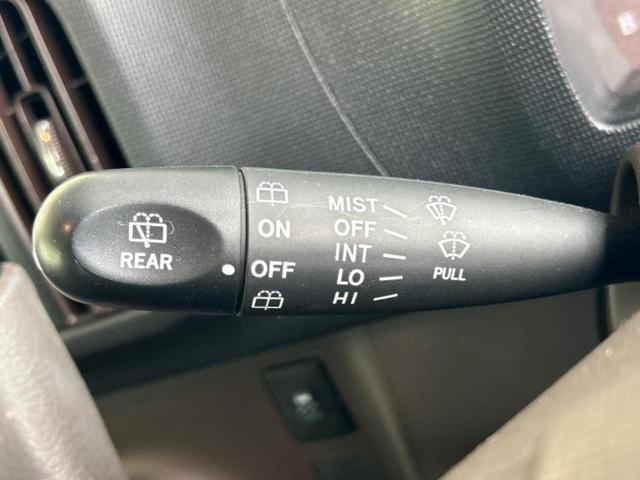 REAR
ON
OFF
MIST
OFF
INT
LO
HI
PULL